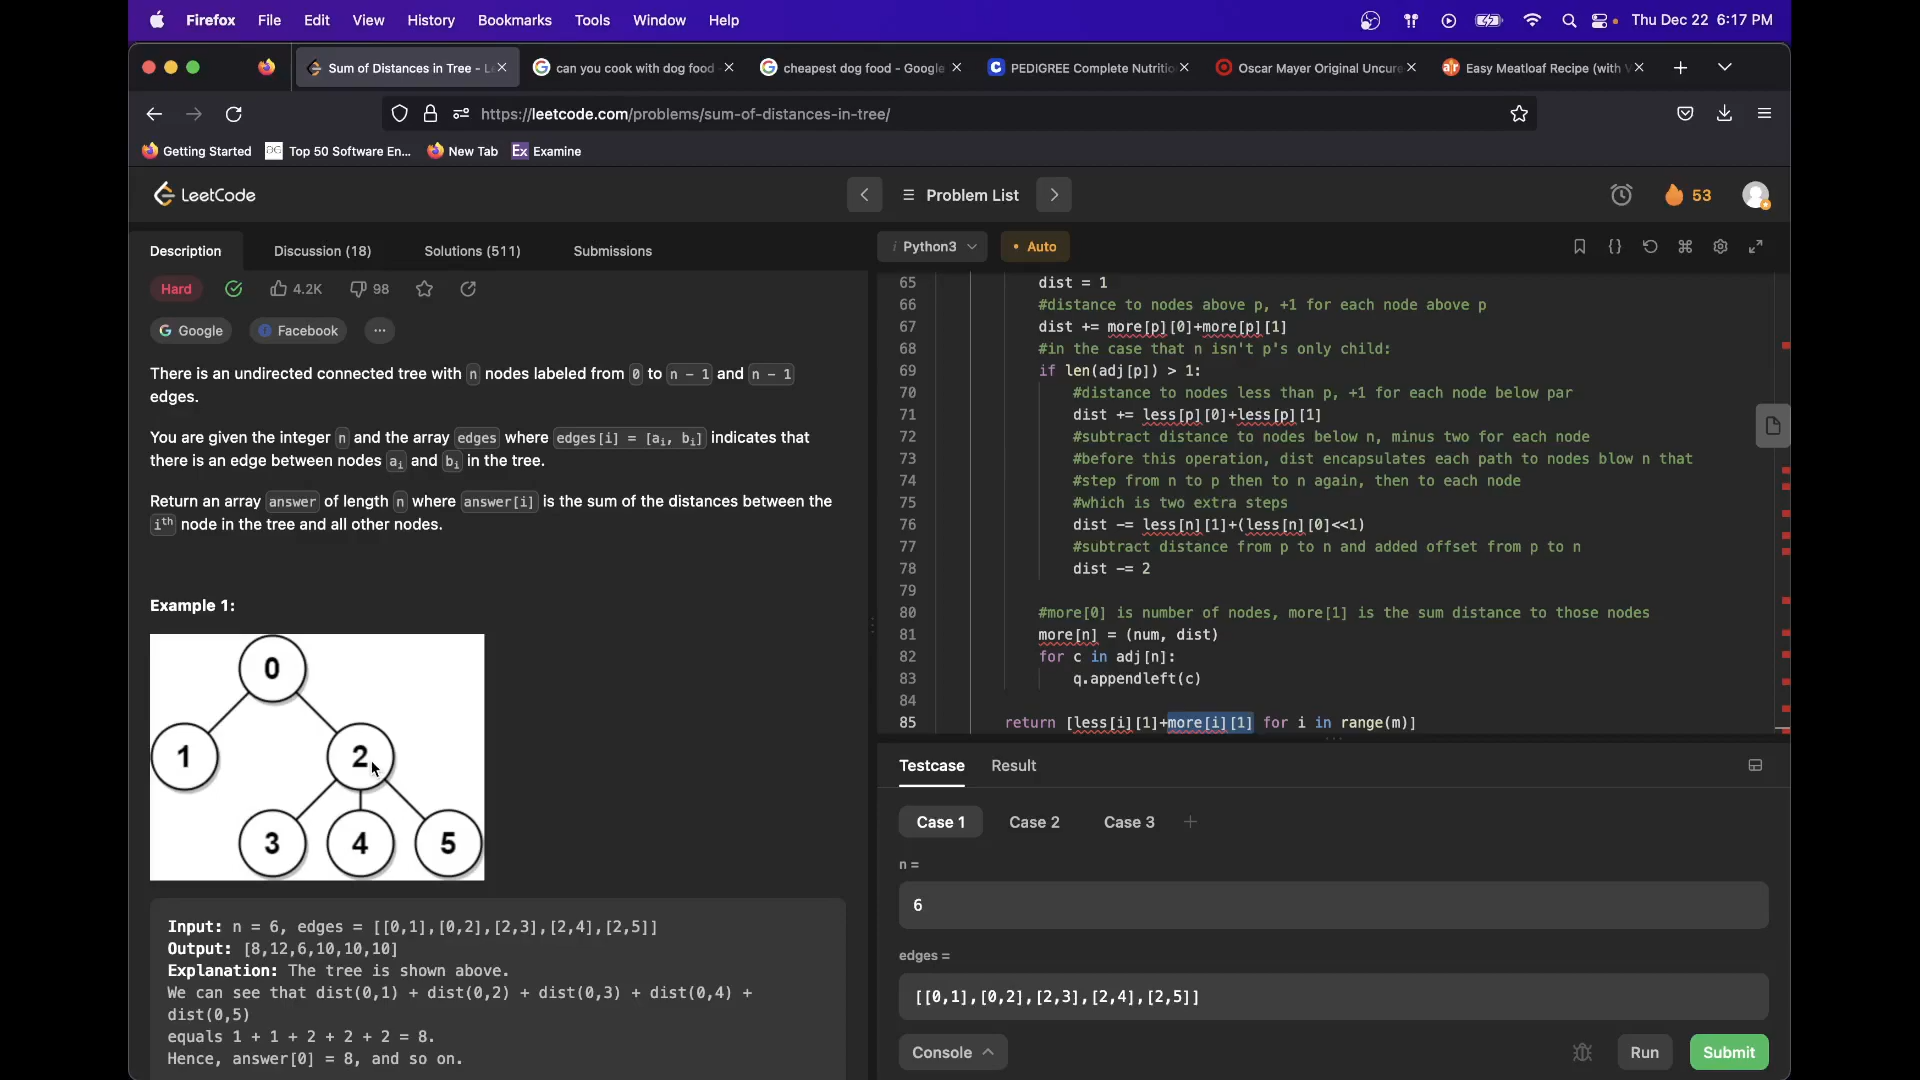 Firefox File Edit View History Bookmarks Tools Window Help Thu Dec 22 6:17 PM
Sum of Distances in Tree - L can you cook with dog food cheapest dog food - Google PEDIGREE Complete Nutritio Oscar Mayer Original Uncure Easy Meatloaf Recipe (with
https://leetcode.com/problems/sum-of-distances-in-tree/
Getting Started Top 50 Software En... New Tab Ex Examine
LeetCode Problem List 53
Description Discussion (18) Solutions (511) Submissions
Python3 Auto
Hard 4.2K 98
Google Facebook ...
There is an undirected connected tree with n nodes labeled from 0 to n - 1 and n - 1
edges.
You are given the integer n and the array edges where edges[i] = [ai, bi] indicates that
there is an edge between nodes ai and bi in the tree.
Return an array answer of length n where answer[i] is the sum of the distances between the
ith node in the tree and all other nodes.
Example 1:
0
1 2
3 4 5
Input: n = 6, edges = [[0,1],[0,2],[2,3],[2,4],[2,5]]
Output: [8,12,6,10,10,10]
Explanation: The tree is shown above.
We can see that dist(0,1) + dist(0,2) + dist(0,3) + dist(0,4) +
dist(0,5)
equals 1 + 1 + 2 + 2 + 2 = 8.
Hence, answer[0] = 8, and so on.
65 dist = 1
66 #distance to nodes above p, +1 for each node above p
67 dist += more[p][0]+more[p][1]
68 #in the case that n isn't p's only child:
69 if len(adj[p]) > 1:
70 #distance to nodes less than p, +1 for each node below par
71 dist += less[p][0]+less[p][1]
72 #subtract distance to nodes below n, minus two for each node
73 #before this operation, dist encapsulates each path to nodes blow n that
74 #step from n to p then to n again, then to each node
75 #which is two extra steps
76 dist -= less[n][1]+(less[n][0]<<1)
77 #subtract distance from p to n and added offset from p to n
78 dist -= 2
79
80 #more[0] is number of nodes, more[1] is the sum distance to those nodes
81 more[n] = (num, dist)
82 for c in adj[n]:
83 q.appendleft(c)
84
85 return [less[i][1]+more[i][1] for i in range(m)]
Testcase Result
Case 1 Case 2 Case 3 +
n =
6
edges =
[[0,1],[0,2],[2,3],[2,4],[2,5]]
Console Run Submit